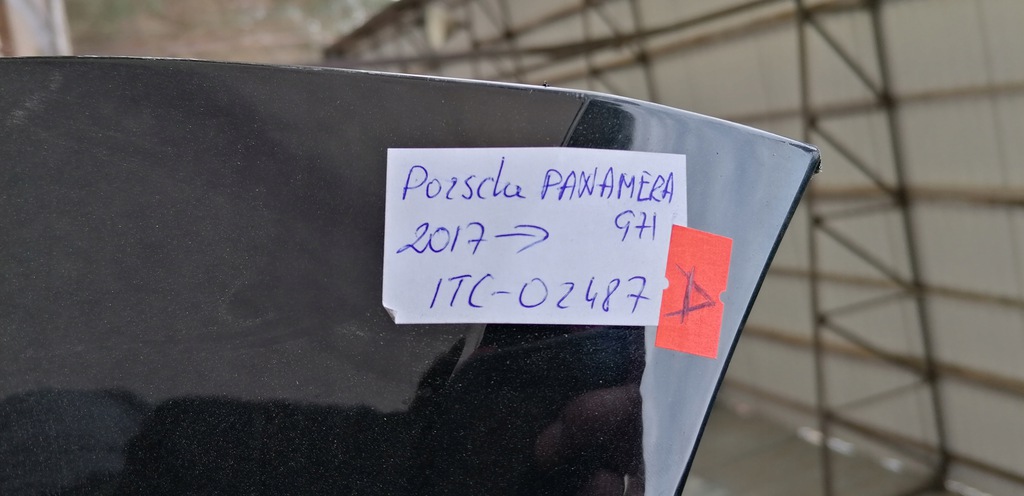 Porsche PANAMERA
971
2017 →
ITC-02487
A